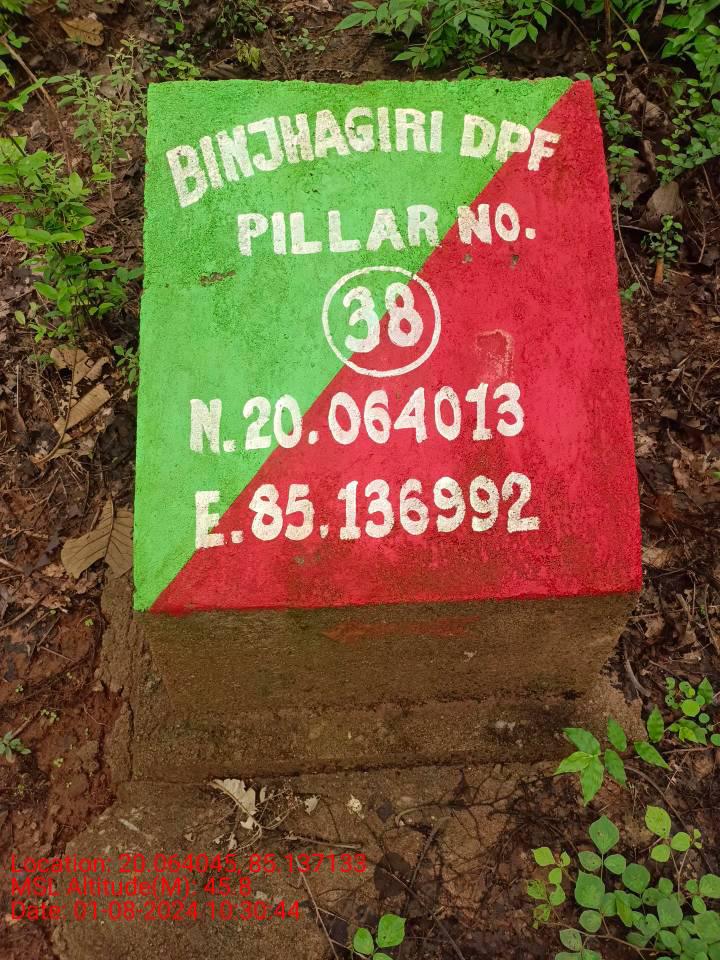 BINJHAGIRI DPF
PILLAR NO.
38
N.20.064013
E.85.136992
Location: 20.064045, 85.137133
MSL Altitude(M): 45.8
Date: 01-08-2024 10:30:44